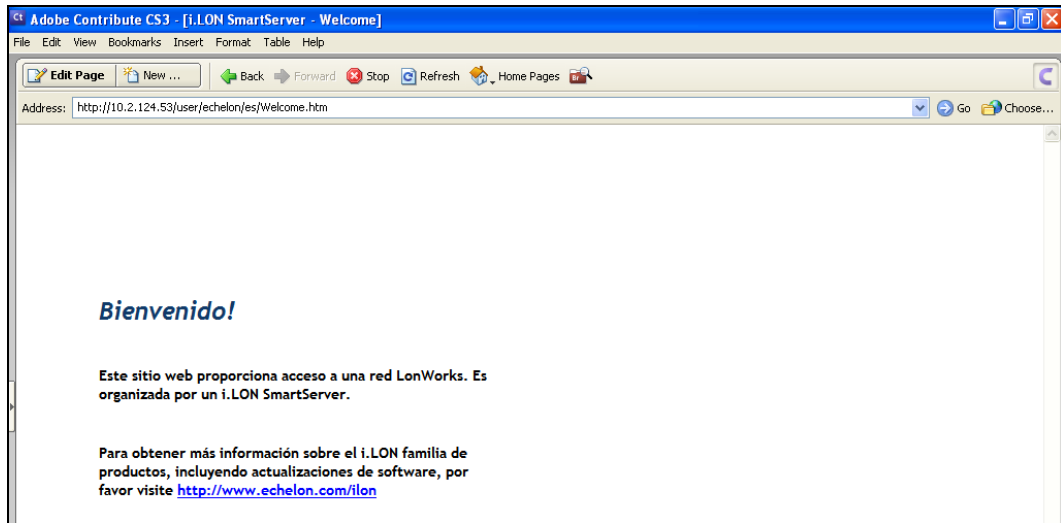 Adobe Contribute CS3 - [i.LON SmartServer - Welcome]
File Edit View Bookmarks Insert Format Table Help
Edit Page New ... Back Forward Stop Refresh Home Pages
Address: http://10.2.124.53/user/echelon/es/Welcome.htm Go Choose...
Bienvenido!
Este sitio web proporciona acceso a una red LonWorks. Es
organizada por un i.LON SmartServer.
Para obtener más información sobre el i.LON familia de
productos, incluyendo actualizaciones de software, por
favor visite http://www.echelon.com/ilon